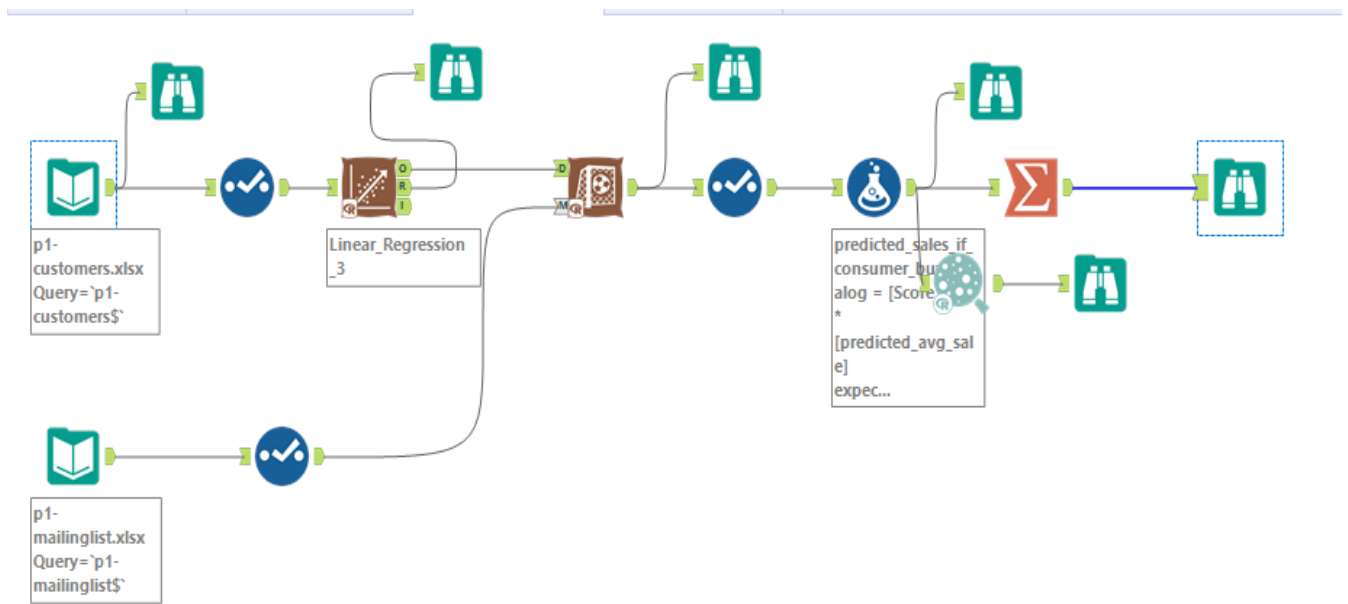 p1-
customers.xlsx
Query=`p1-
customers$`
Linear_Regression
_3
O
R
I
D
M
predicted_sales_if_
consumer_bu
alog = [Score
*
[predicted_avg_sal
e]
expec...
p1-
mailinglist.xlsx
Query=`p1-
mailinglist$`